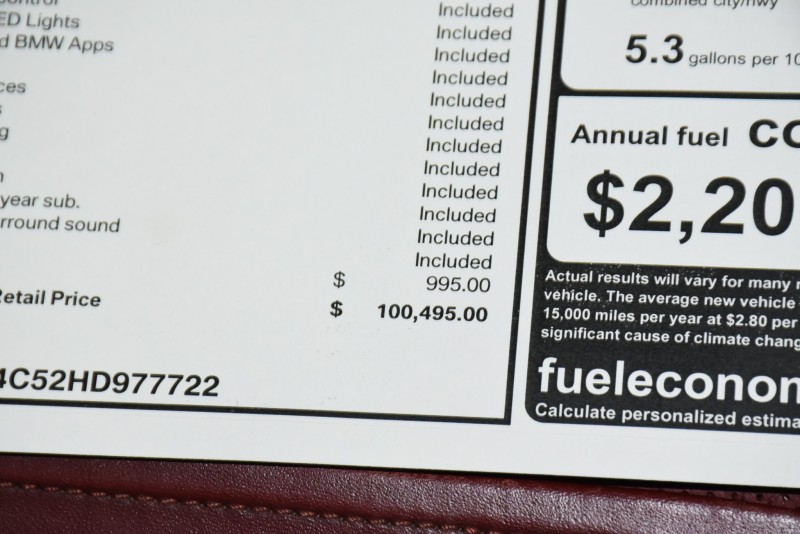 ED Lights
d BMW Apps
ces
s
g
n
year sub.
rround sound
Included
Included
Included
Included
Included
Included
Included
Included
Included
Included
Included
Included
$ 995.00
etail Price $ 100,495.00
4C52HD977722
combined city/hwy
5.3 gallons per 10
Annual fuel CO
$2,20
Actual results will vary for many r
vehicle. The average new vehicle
15,000 miles per year at $2.80 per
significant cause of climate chang
fueleconom
Calculate personalized estima